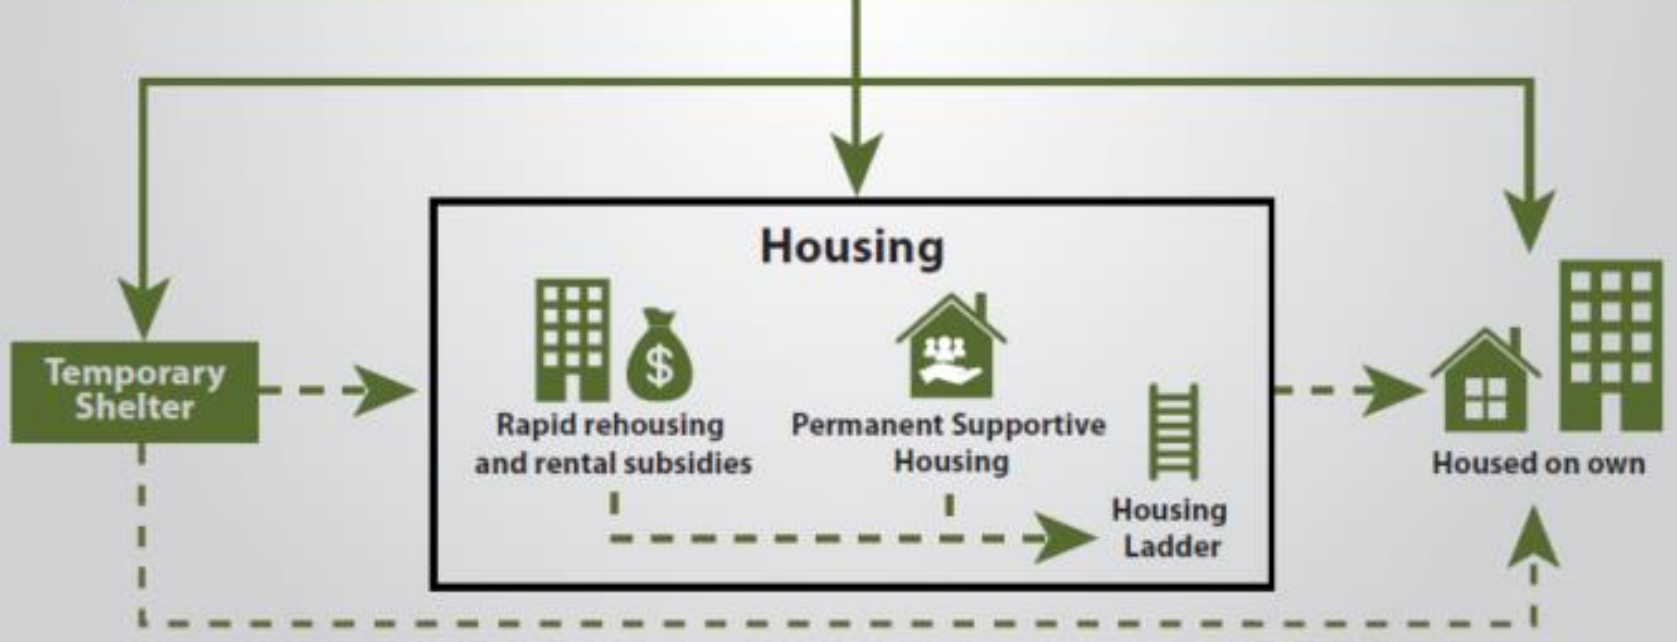 Housing
Temporary
Shelter
$
Rapid rehousing
and rental subsidies
Permanent Supportive
Housing
Housing
Ladder
Housed on own